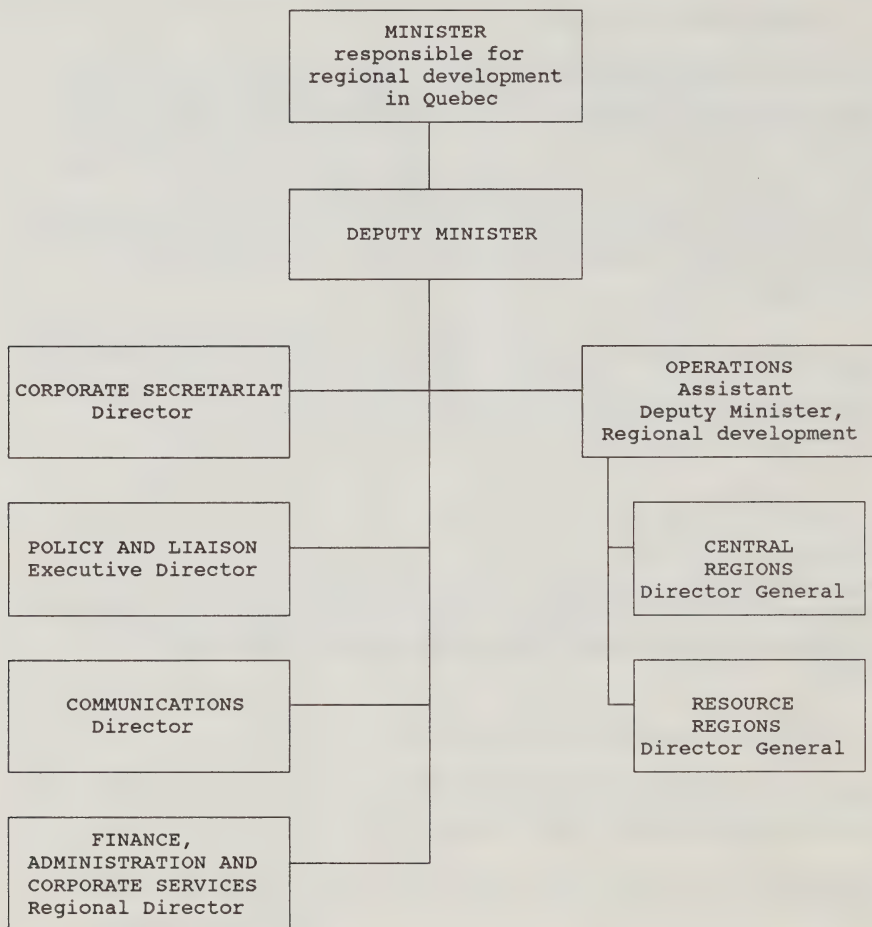 MINISTER
responsible for
regional development
in Quebec
DEPUTY MINISTER
CORPORATE SECRETARIAT
Director
OPERATIONS
Assistant
Deputy Minister,
Regional development
POLICY AND LIAISON
Executive Director
CENTRAL
REGIONS
Director General
COMMUNICATIONS
Director
RESOURCE
REGIONS
Director General
FINANCE,
ADMINISTRATION AND
CORPORATE SERVICES
Regional Director